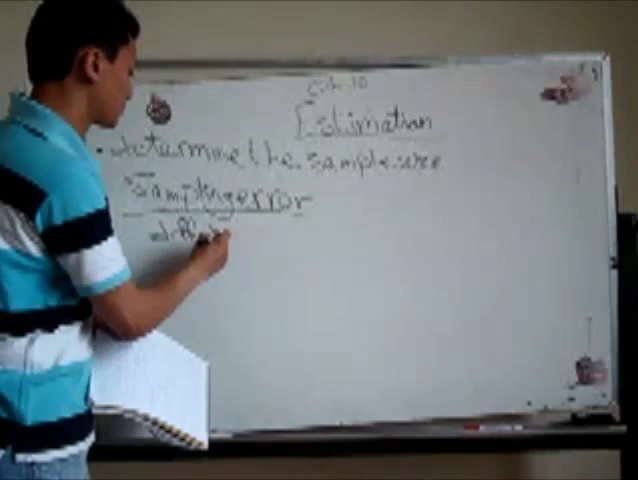 Ch 10
Estimation
• determine the sample size
Sampling error